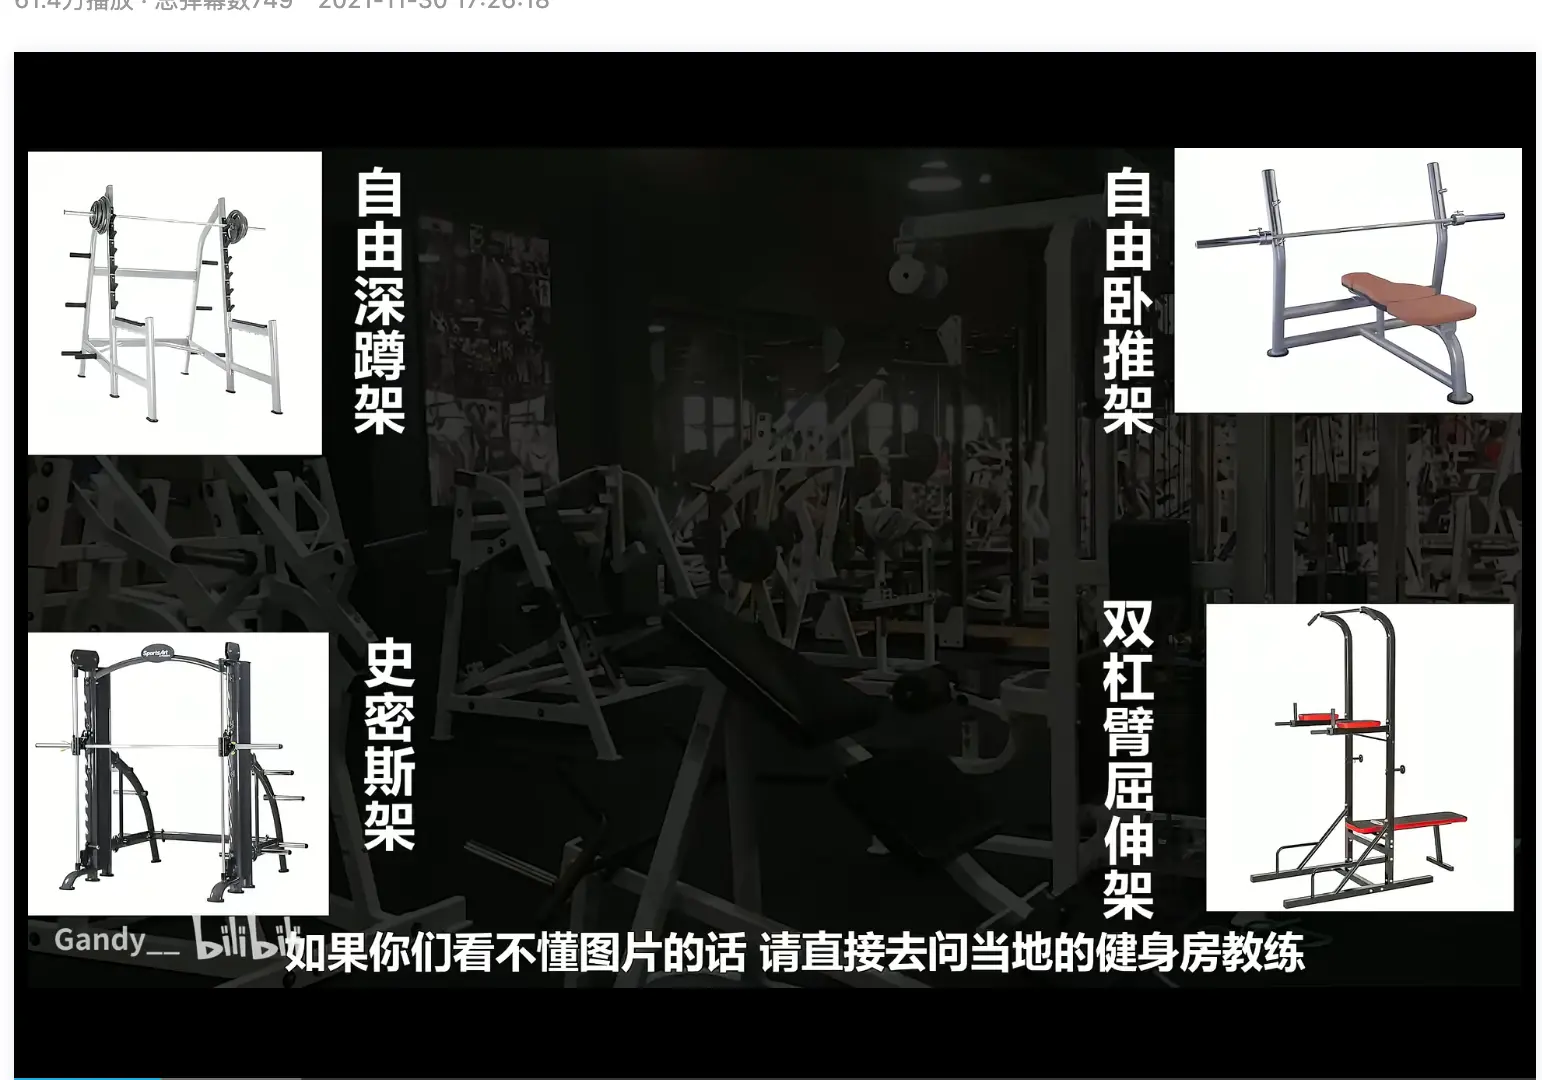 61.4万播放 · 总弹幕数749 2021-11-30 17:26:18
自由深蹲架
自由卧推架
SportsArt
史密斯架
双杠臂屈伸架
Gandy__ bilibili
如果你们看不懂图片的话 请直接去问当地的健身房教练